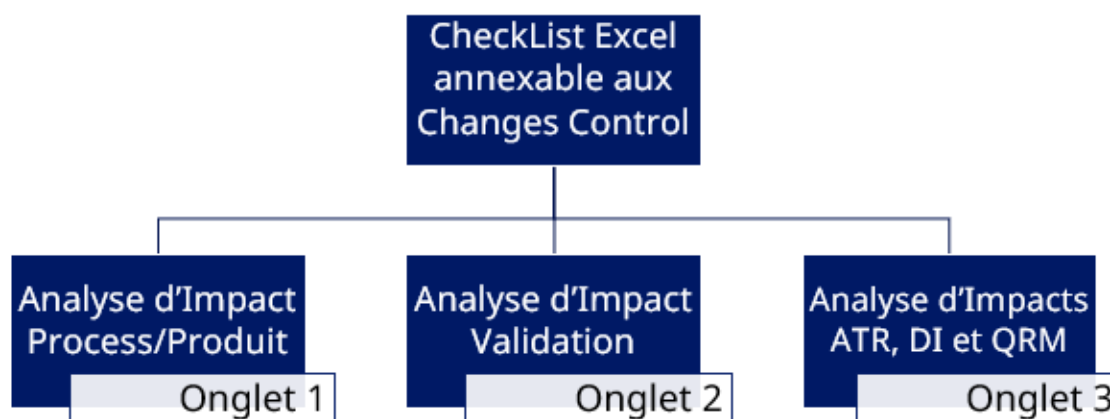 CheckList Excel
annexable aux
Changes Control
Analyse d'Impact
Process/Produit
Onglet 1
Analyse d'Impact
Validation
Onglet 2
Analyse d'Impacts
ATR, DI et QRM
Onglet 3